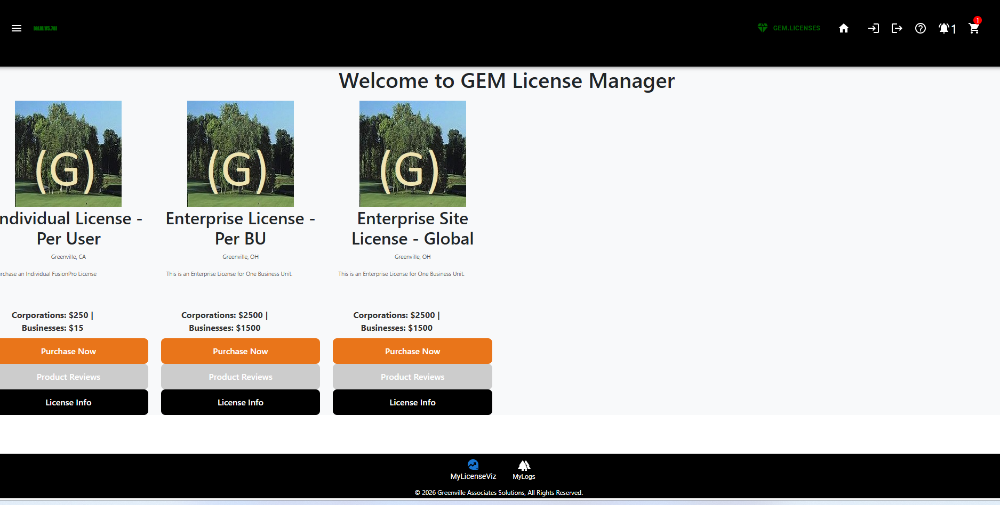 GEM.LICENSES
1
1
Welcome to GEM License Manager
(G)
(G)
(G)
ndividual License -
Per User
Enterprise License -
Per BU
Enterprise Site
License - Global
Greenville, CA
Greenville, OH
Greenville, OH
rchase an Individual FusionPro License
This is an Enterprise License for One Business Unit.
This is an Enterprise License for One Business Unit.
Corporations: $250 |
Businesses: $15
Corporations: $2500 |
Businesses: $1500
Corporations: $2500 |
Businesses: $1500
Purchase Now
Purchase Now
Purchase Now
Product Reviews
Product Reviews
Product Reviews
License Info
License Info
License Info
MyLicenseViz
MyLogs
© 2026 Greenville Associates Solutions, All Rights Reserved.